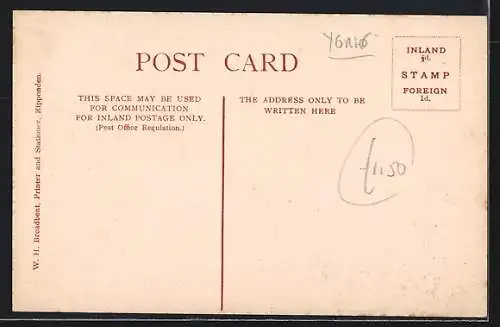 YORKS
POST CARD
INLAND
½d.
STAMP
FOREIGN
1d.
THIS SPACE MAY BE USED
FOR COMMUNICATION
FOR INLAND POSTAGE ONLY.
(Post Office Regulation.)
THE ADDRESS ONLY TO BE
WRITTEN HERE
£1.50
W. H. Broadbent, Printer and Stationer, Ripponden.